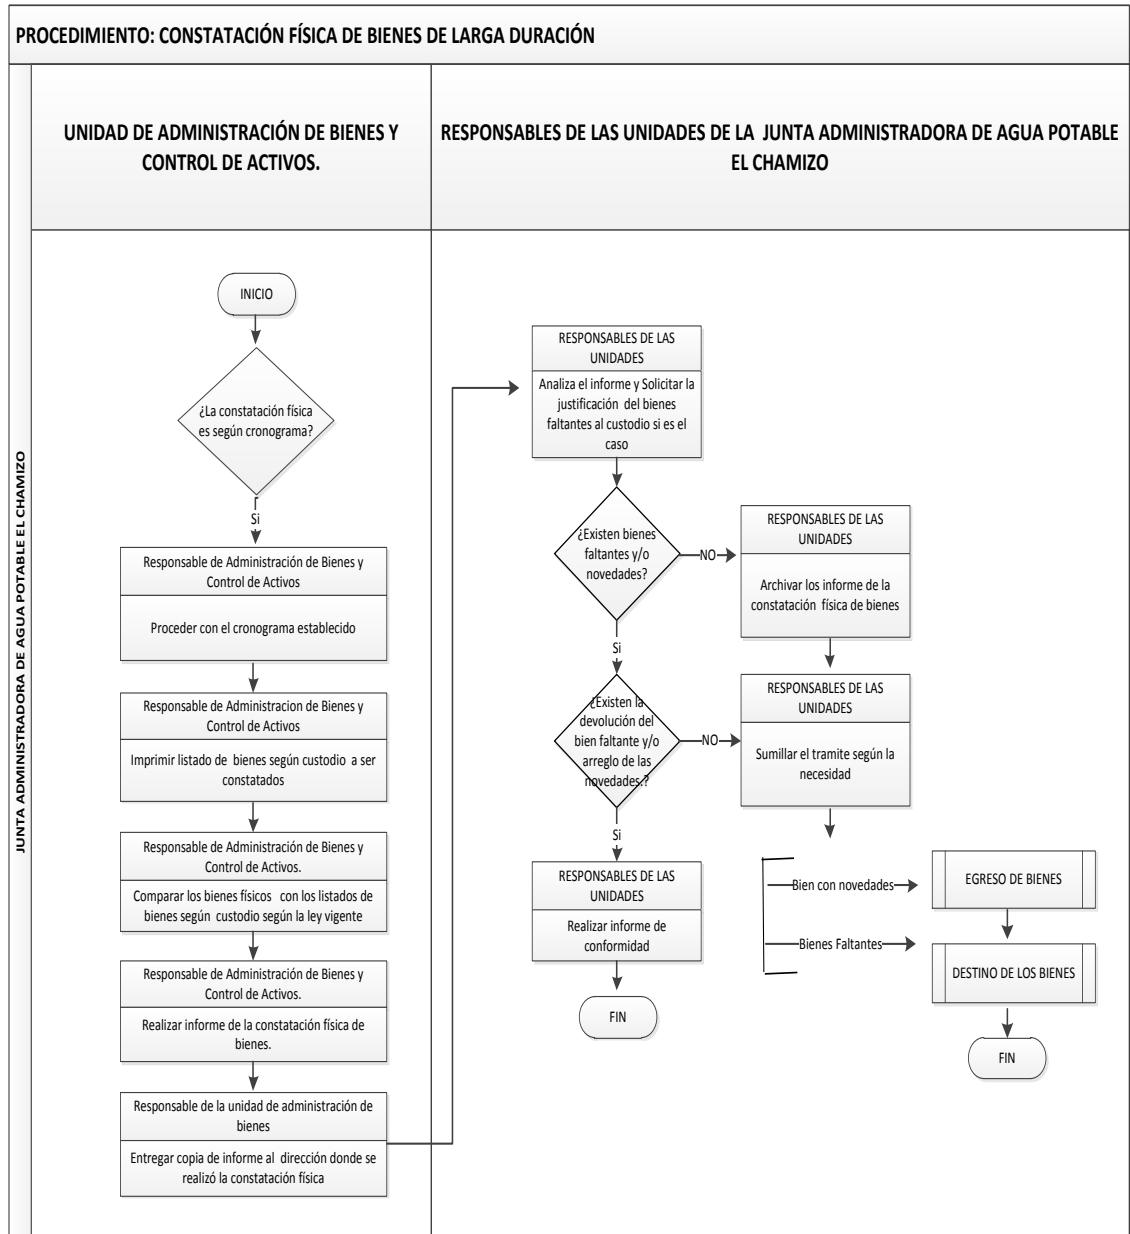 PROCEDIMIENTO: CONSTATACIÓN FÍSICA DE BIENES DE LARGA DURACIÓN
JUNTA ADMINISTRADORA DE AGUA POTABLE EL CHAMIZO
UNIDAD DE ADMINISTRACIÓN DE BIENES Y
CONTROL DE ACTIVOS.
RESPONSABLES DE LAS UNIDADES DE LA JUNTA ADMINISTRADORA DE AGUA POTABLE
EL CHAMIZO
INICIO
¿La constatación física
es según cronograma?
Si
Responsable de Administración de Bienes y
Control de Activos
Proceder con el cronograma establecido
Responsable de Administracion de Bienes y
Control de Activos
Imprimir listado de bienes según custodio a ser
constatados
Responsable de Administración de Bienes y
Control de Activos.
Comparar los bienes físicos con los listados de
bienes según custodio según la ley vigente
Responsable de Administración de Bienes y
Control de Activos.
Realizar informe de la constatación física de
bienes.
Responsable de la unidad de administración de
bienes
Entregar copia de informe al dirección donde se
realizó la constatación física
RESPONSABLES DE LAS
UNIDADES
Analiza el informe y Solicitar la
justificación del bienes
faltantes al custodio si es el
caso
¿Existen bienes
faltantes y/o
novedades?
NO
RESPONSABLES DE LAS
UNIDADES
Archivar los informe de la
constatación física de bienes
Si
¿Existen la
devolución del
bien faltante y/o
arreglo de las
novedades.?
NO
RESPONSABLES DE LAS
UNIDADES
Sumillar el tramite según la
necesidad
Si
RESPONSABLES DE LAS
UNIDADES
Realizar informe de
conformidad
FIN
Bien con novedades
EGRESO DE BIENES
Bienes Faltantes
DESTINO DE LOS BIENES
FIN